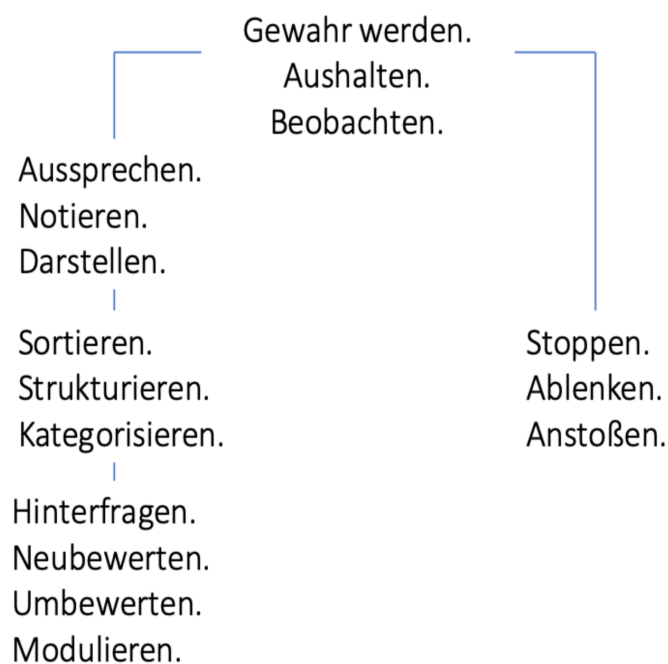 Gewahr werden.
Aushalten.
Beobachten.
Aussprechen.
Notieren.
Darstellen.
Sortieren.
Strukturieren.
Kategorisieren.
Hinterfragen.
Neubewerten.
Umbewerten.
Modulieren.
Stoppen.
Ablenken.
Anstoßen.